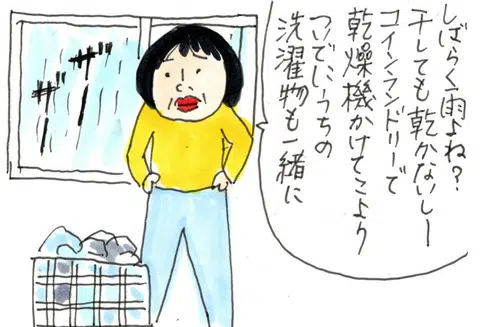 しばらく雨よね？
干しても乾かないしー
コインランドリーで
乾燥機かけてこより
ついでにうちの
洗濯物も一緒に
ザー
ザー